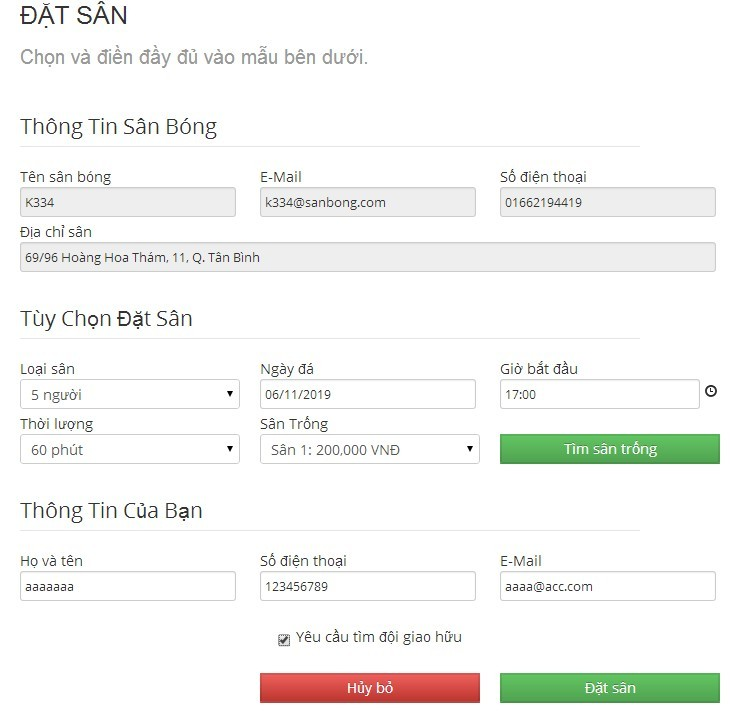 ĐẶT SÂN
Chọn và điền đầy đủ vào mẫu bên dưới.
Thông Tin Sân Bóng
Tên sân bóng E-Mail Số điện thoại
K334 k334@sanbong.com 01662194419
Địa chỉ sân
69/96 Hoàng Hoa Thám, 11, Q. Tân Bình
Tùy Chọn Đặt Sân
Loại sân Ngày đá Giờ bắt đầu
5 người 06/11/2019 17:00
Thời lượng Sân Trống
60 phút Sân 1: 200,000 VNĐ Tìm sân trống
Thông Tin Của Bạn
Họ và tên Số điện thoại E-Mail
aaaaaaa 123456789 aaaa@acc.com
Yêu cầu tìm đội giao hữu
Hủy bỏ Đặt sân